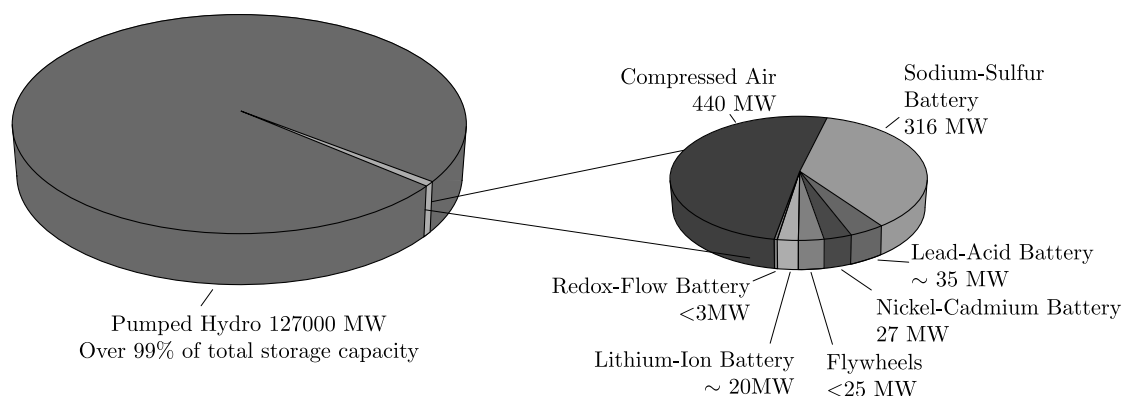 Compressed Air
440 MW
Sodium-Sulfur
Battery
316 MW
Lead-Acid Battery
∼ 35 MW
Nickel-Cadmium Battery
27 MW
Flywheels
<25 MW
Lithium-Ion Battery
∼ 20MW
Redox-Flow Battery
<3MW
Pumped Hydro 127000 MW
Over 99% of total storage capacity